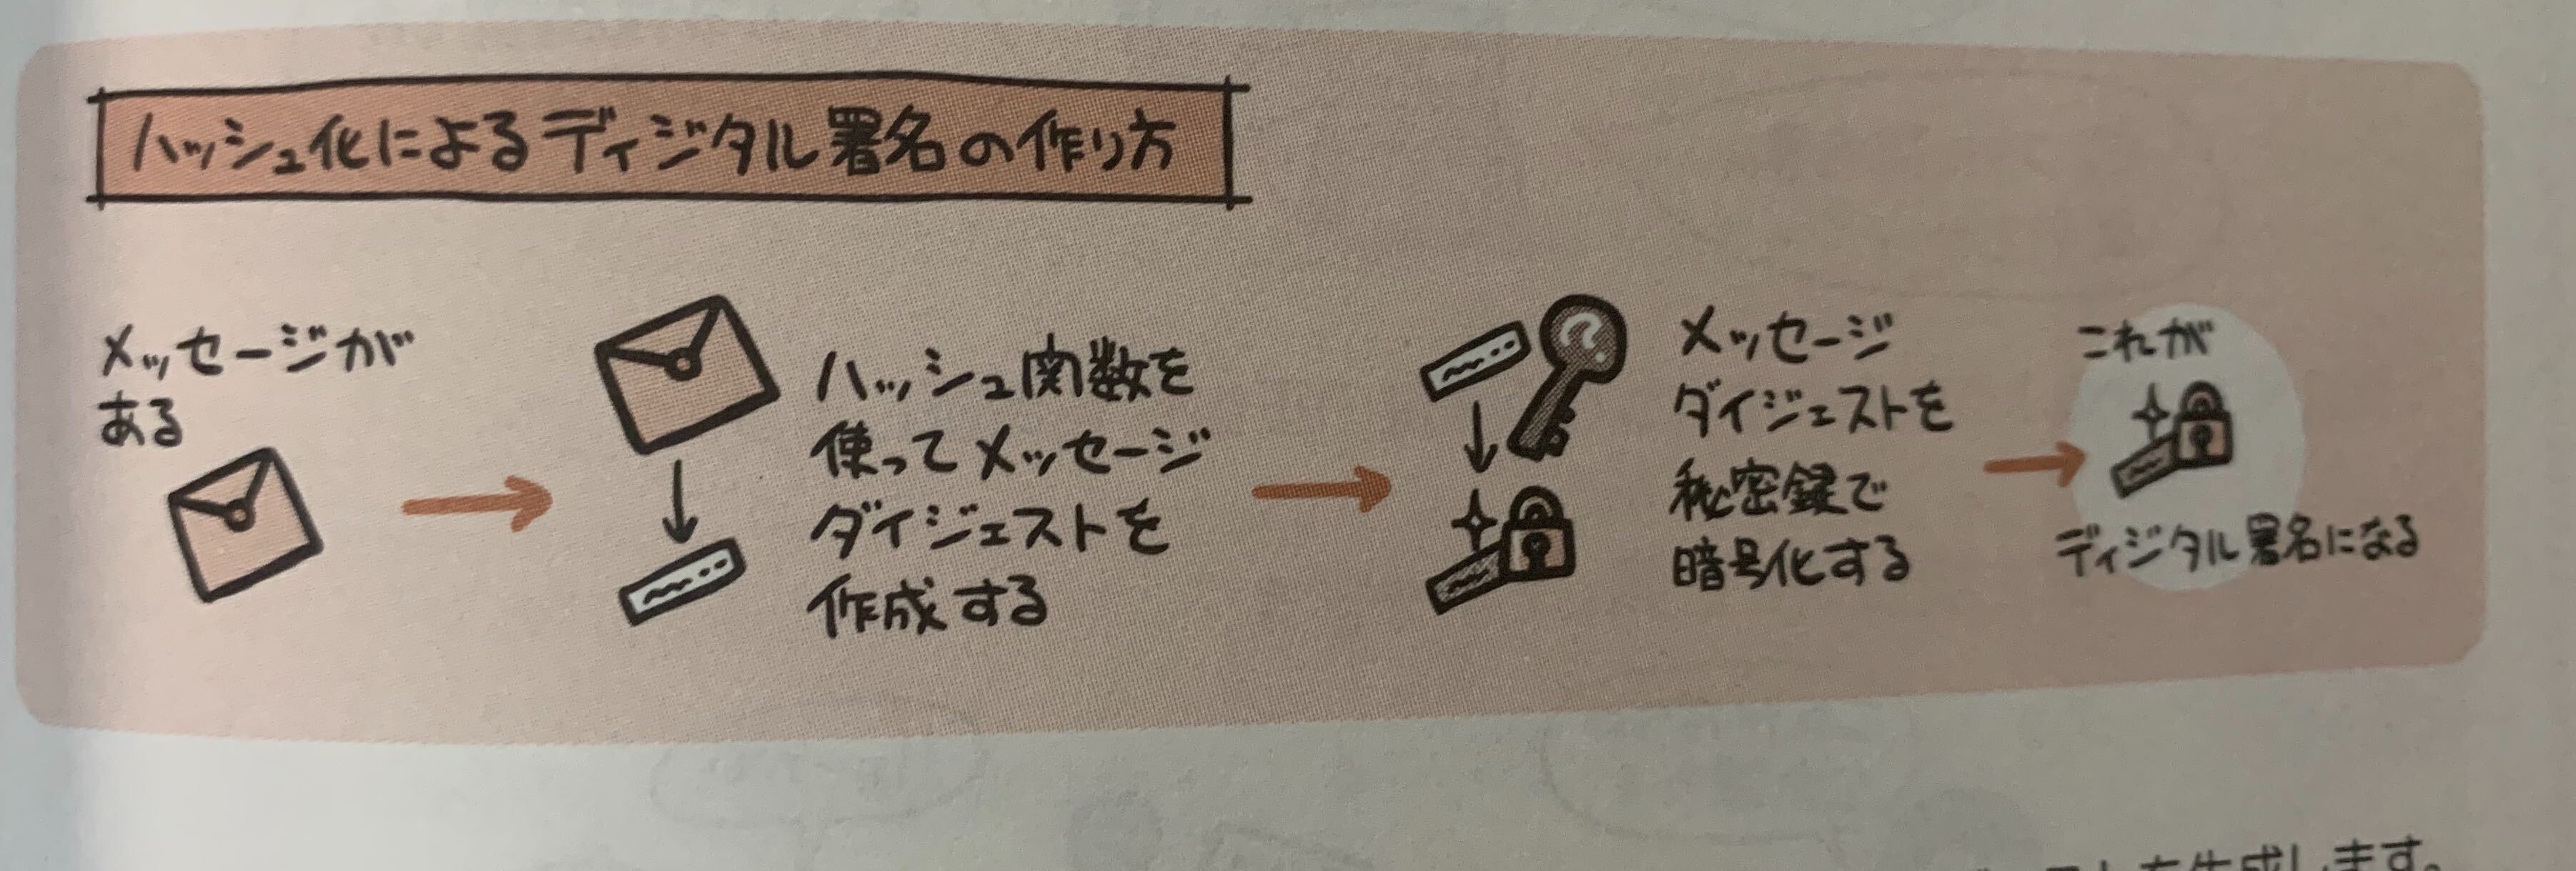 ハッシュ化によるディジタル署名の作り方
メッセージが
ある
ハッシュ関数を
使ってメッセージ
ダイジェストを
作成する
メッセージ
ダイジェストを
秘密鍵で
暗号化する
これが
ディジタル署名になる
を生成します。